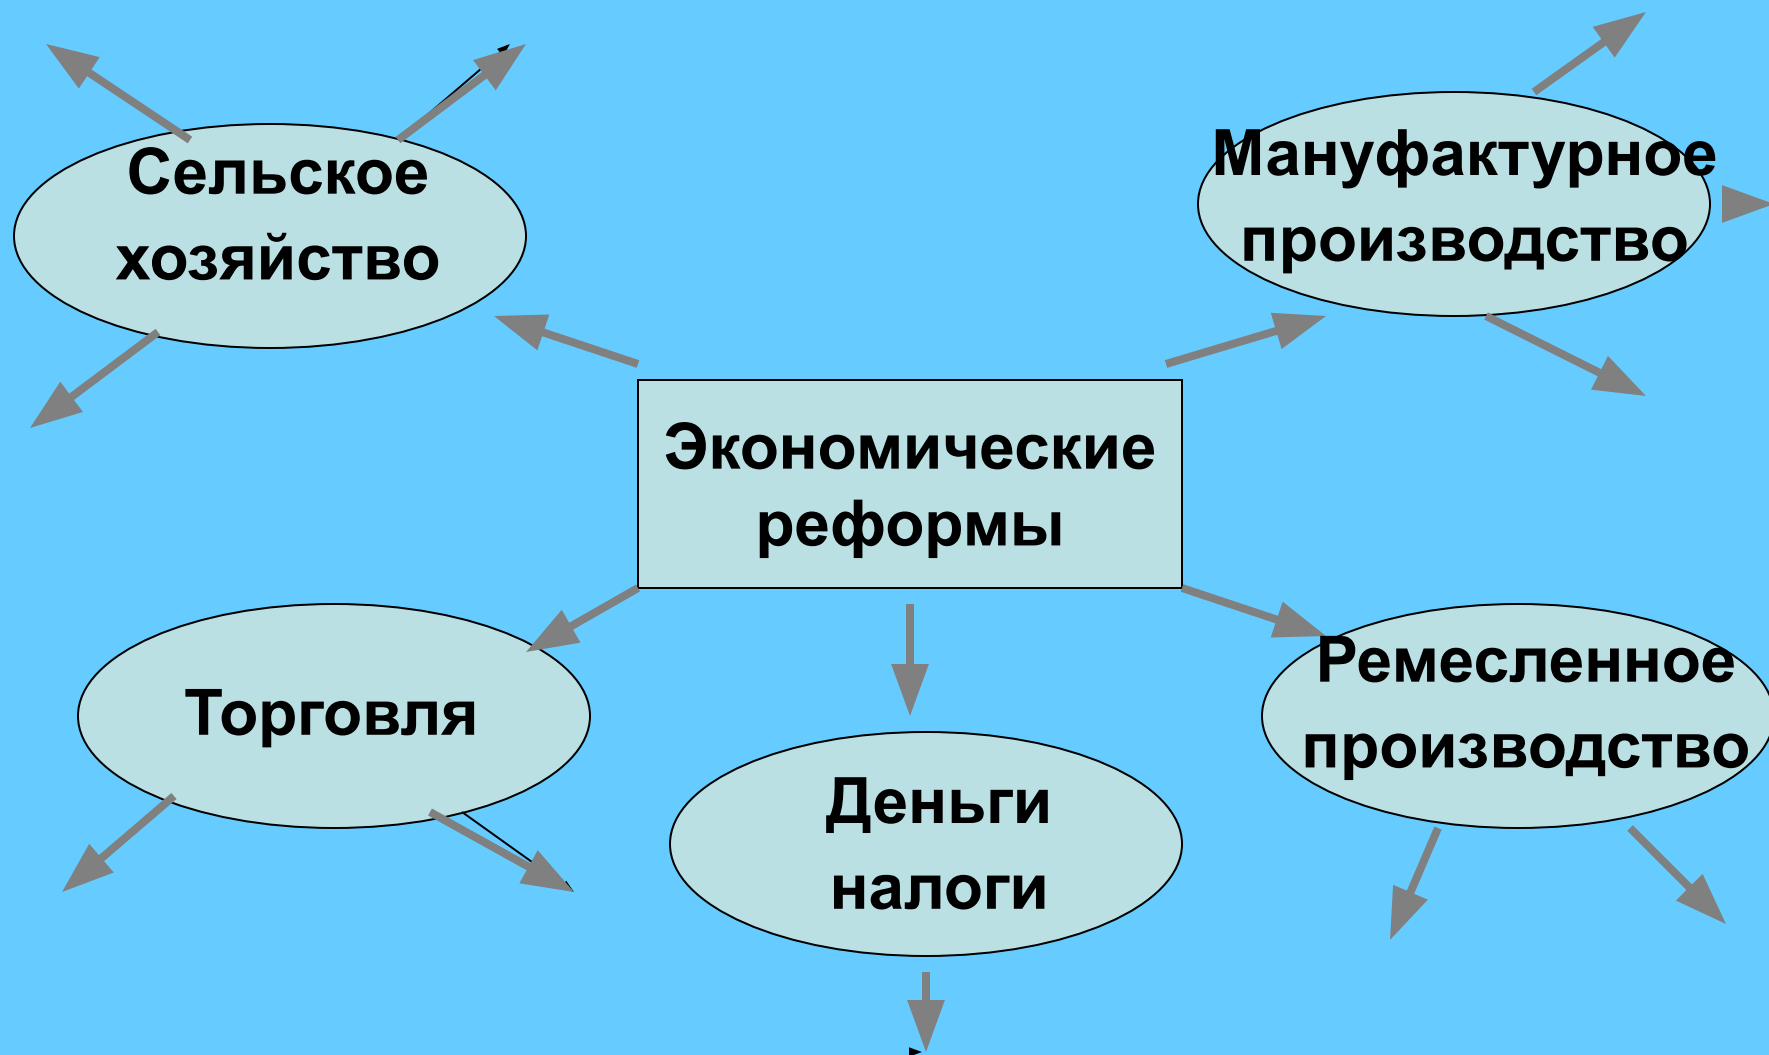 Сельское
хозяйство
Мануфактурное
производство
Экономические
реформы
Торговля
Деньги
налоги
Ремесленное
производство